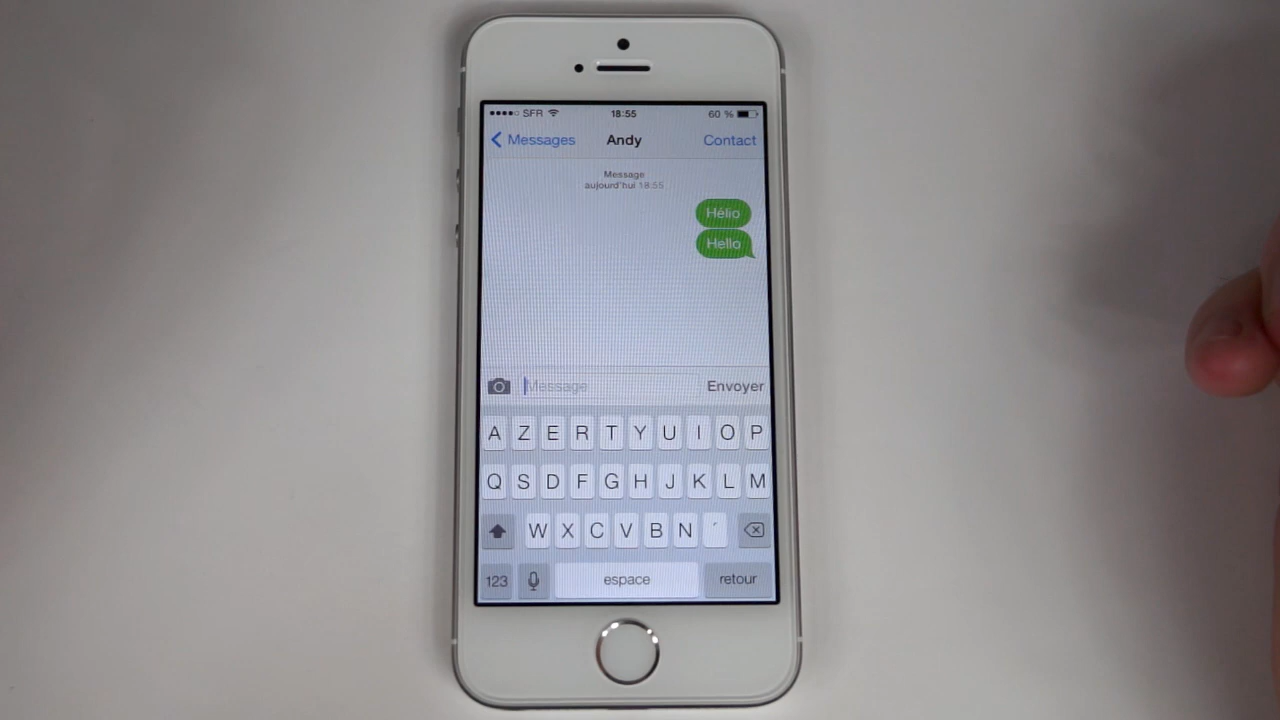 SFR 18:55 60 %
Messages Andy Contact
Message
aujourd'hui 18:55
Hélio
Hello
Message Envoyer
A Z E R T Y U I O P
Q S D F G H J K L M
W X C V B N ´
123 espace retour